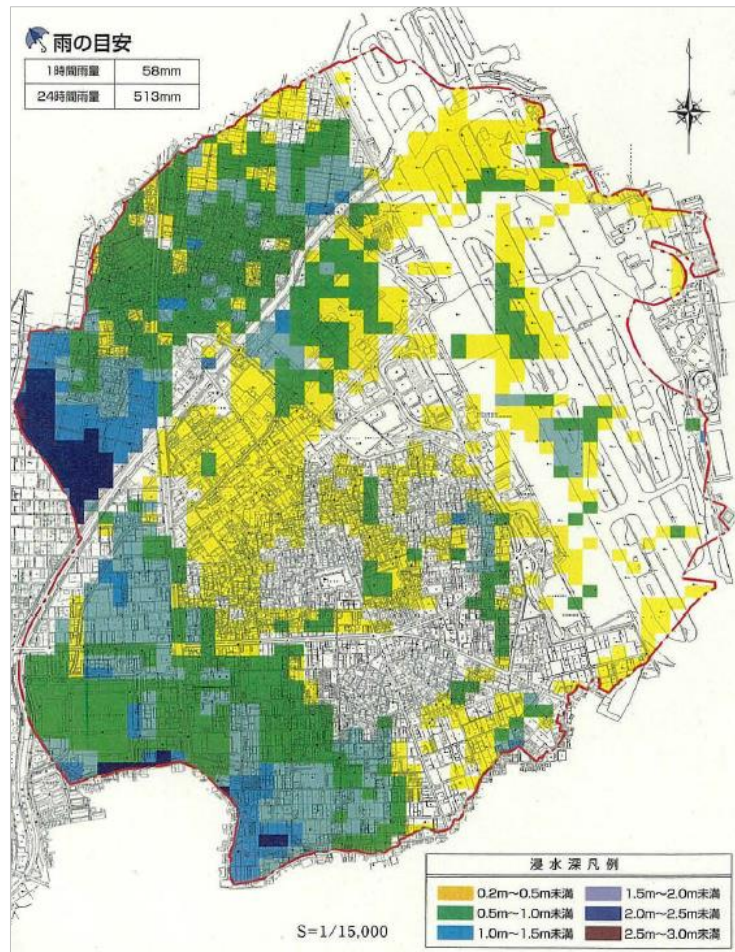 雨の目安
1時間雨量 58mm
24時間雨量 513mm
浸水深凡例
0.2m～0.5m未満 1.5m～2.0m未満
0.5m～1.0m未満 2.0m～2.5m未満
1.0m～1.5m未満 2.5m～3.0m未満
S=1/15,000